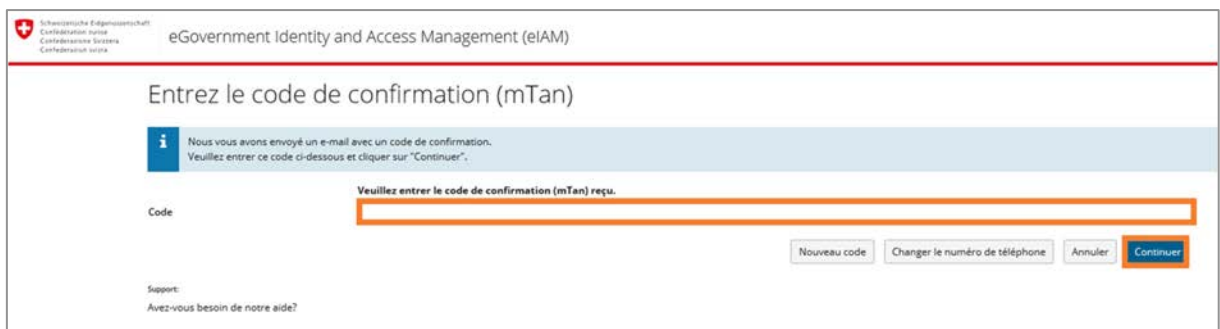 Schweizerische Eidgenossenschaft
Confédération suisse
Confederazione Svizzera
Confederaziun svizra
eGovernment Identity and Access Management (eIAM)
Entrez le code de confirmation (mTan)
i
Nous vous avons envoyé un e-mail avec un code de confirmation.
Veuillez entrer ce code ci-dessous et cliquer sur "Continuer".
Veuillez entrer le code de confirmation (mTan) reçu.
Code
Nouveau code Changer le numéro de téléphone Annuler Continuer
Support:
Avez-vous besoin de notre aide?